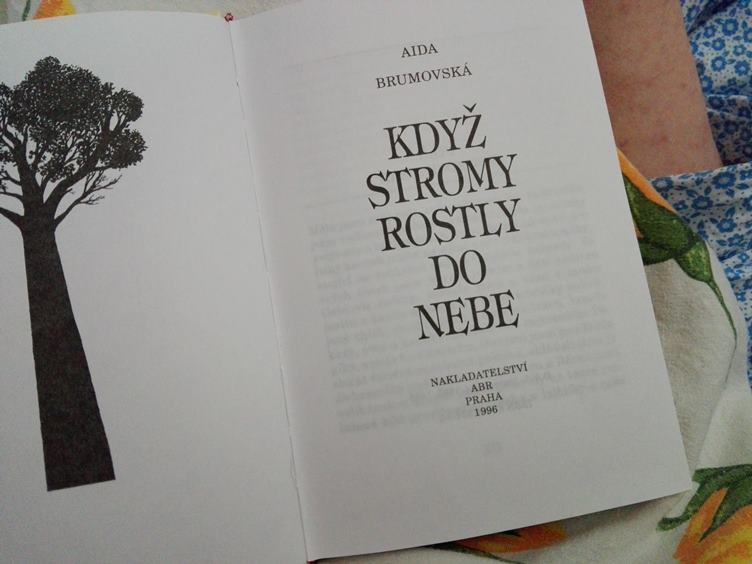 AIDA
BRUMOVSKÁ
KDYŽ
STROMY
ROSTLY
DO
NEBE
NAKLADATELSTVÍ
ABR
PRAHA
1996